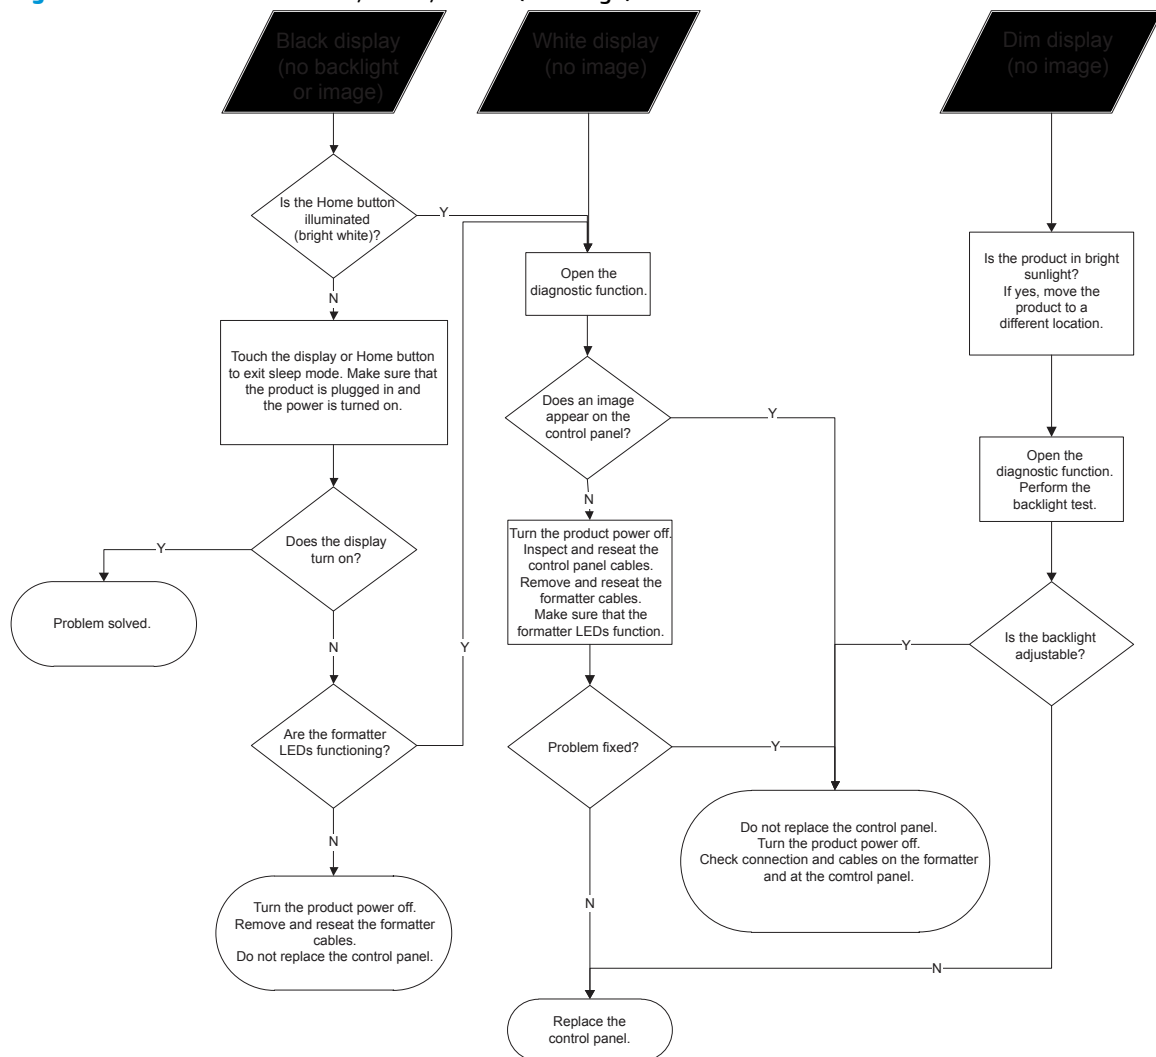 Black display
(no backlight
or image)
White display
(no image)
Dim display
(no image)
Is the Home button
illuminated
(bright white)?
Y
N
Touch the display or Home button
to exit sleep mode. Make sure that
the product is plugged in and
the power is turned on.
Does the display
turn on?
Y
Problem solved.
N
Are the formatter
LEDs functioning?
Y
N
Turn the product power off.
Remove and reseat the formatter
cables.
Do not replace the control panel.
Open the
diagnostic function.
Does an image
appear on the
control panel?
Y
N
Turn the product power off.
Inspect and reseat the
control panel cables.
Remove and reseat the
formatter cables.
Make sure that the
formatter LEDs function.
Problem fixed?
Y
N
Is the product in bright
sunlight?
If yes, move the
product to a
different location.
Open the
diagnostic function.
Perform the
backlight test.
Is the backlight
adjustable?
Y
N
Do not replace the control panel.
Turn the product power off.
Check connection and cables on the formatter
and at the comtrol panel.
Replace the
control panel.